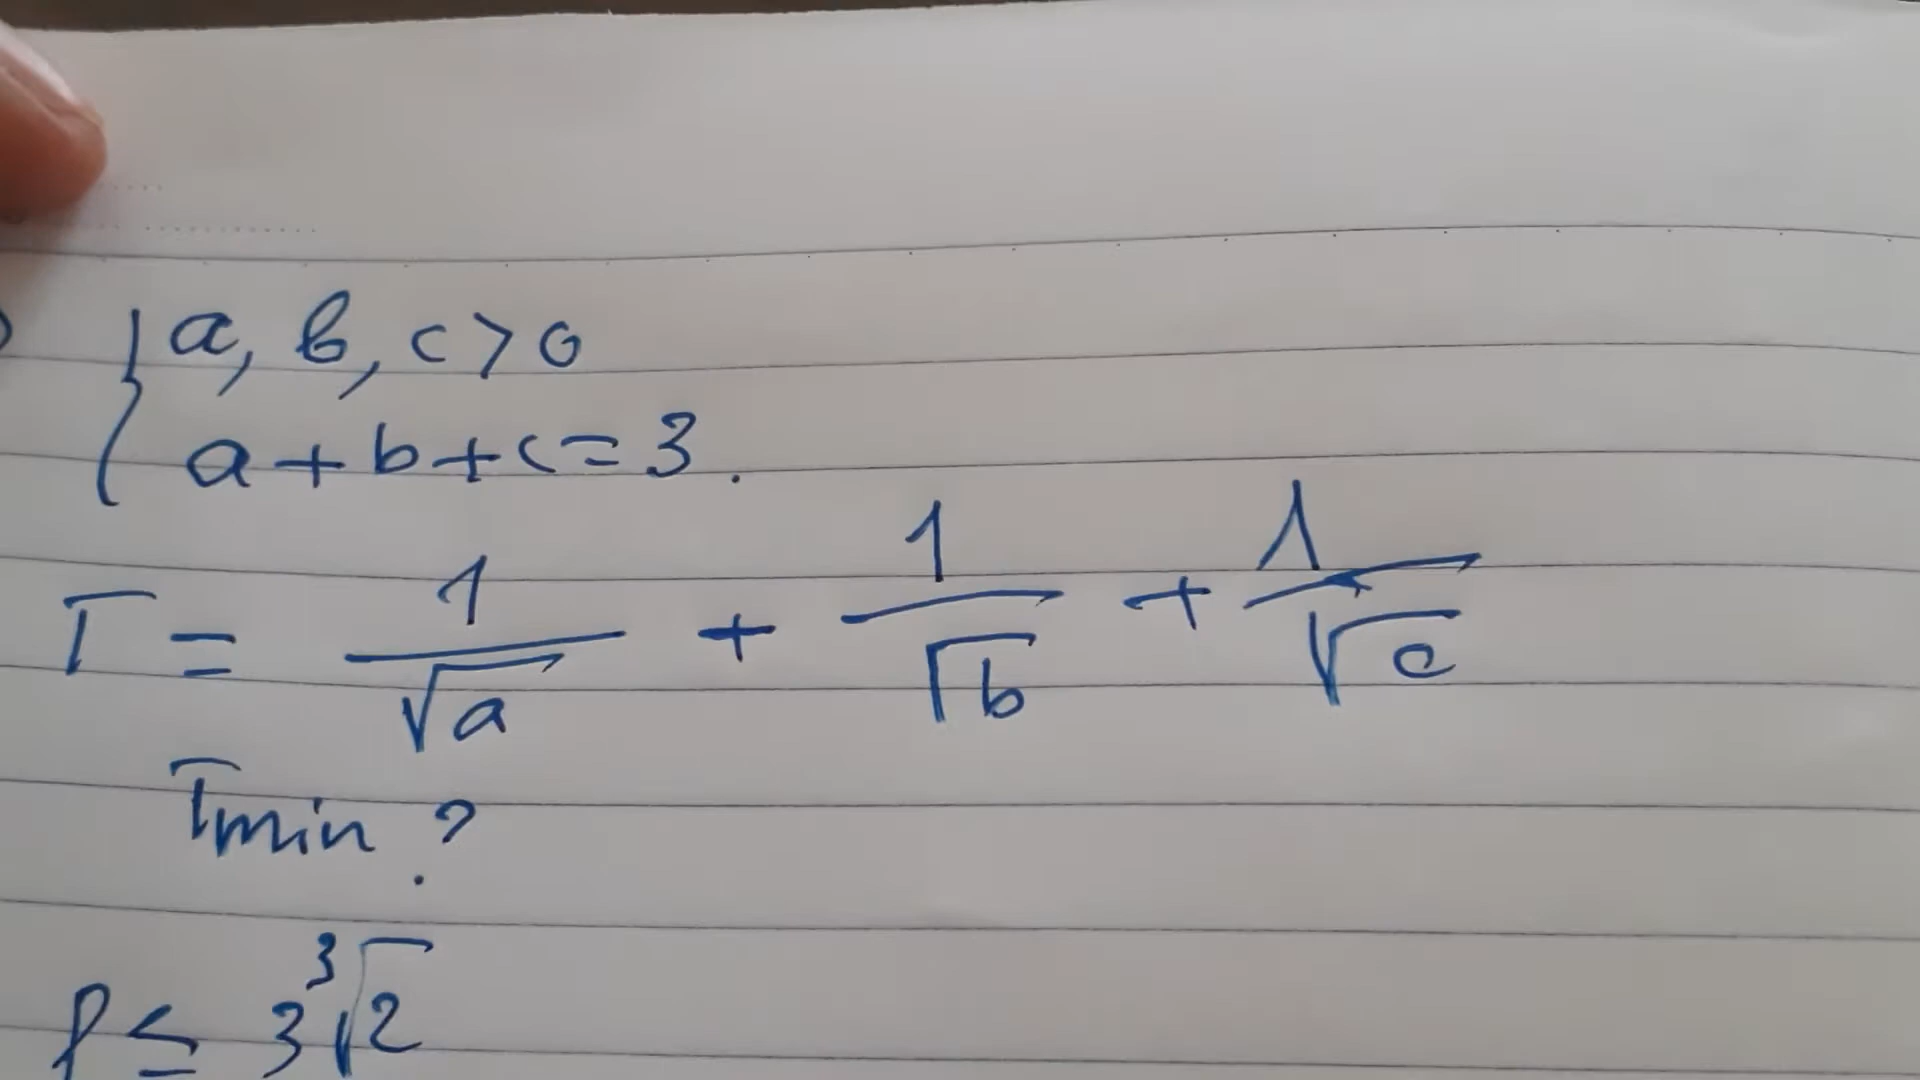 { a, b, c > 0
a + b + c = 3.
T = 1/√a + 1/√b + 1/√c
Tmin ?
P ≤ 3∛2